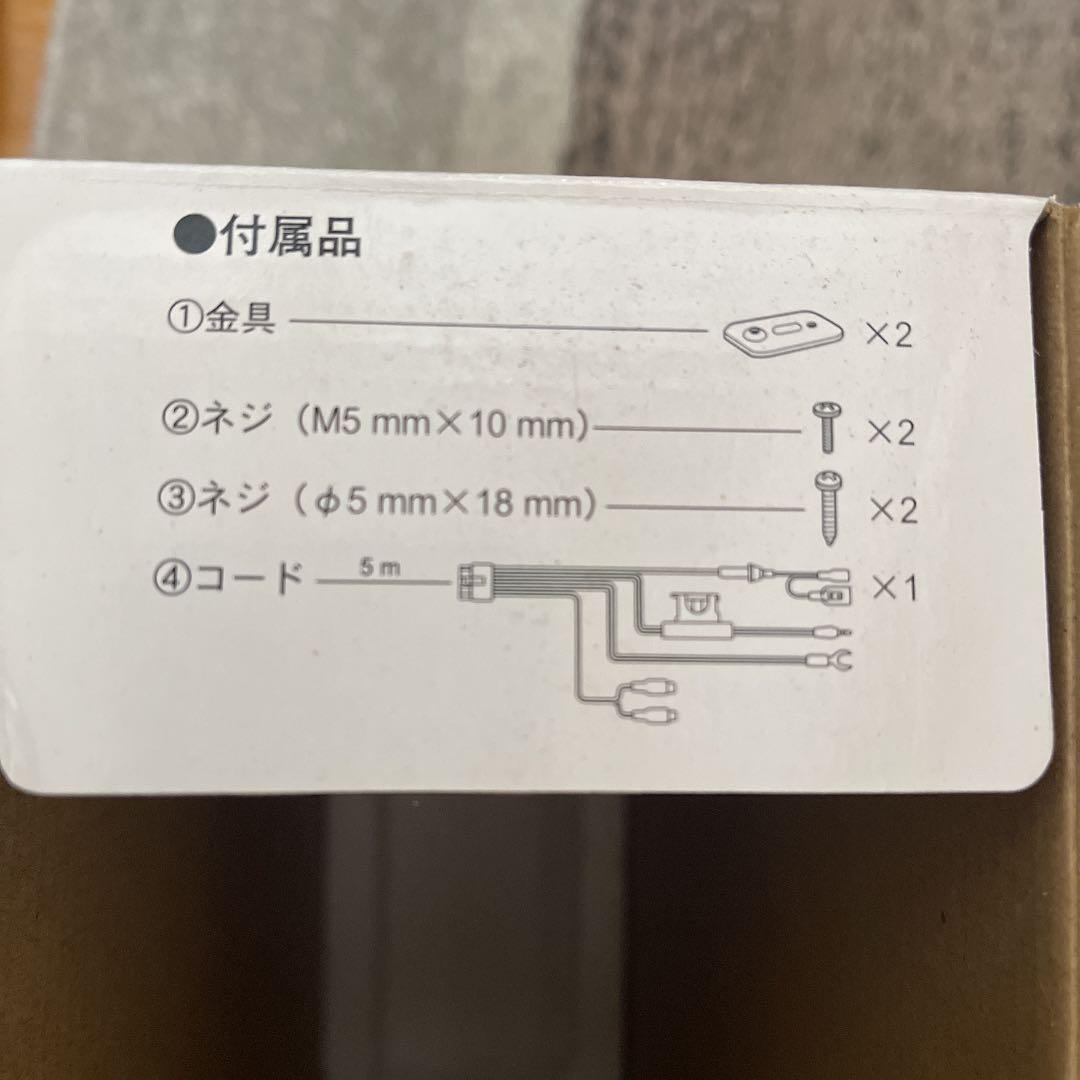 ●付属品
①金具 ×2
②ネジ（M5 mm×10 mm） ×2
③ネジ（φ5 mm×18 mm） ×2
④コード 5 m ×1